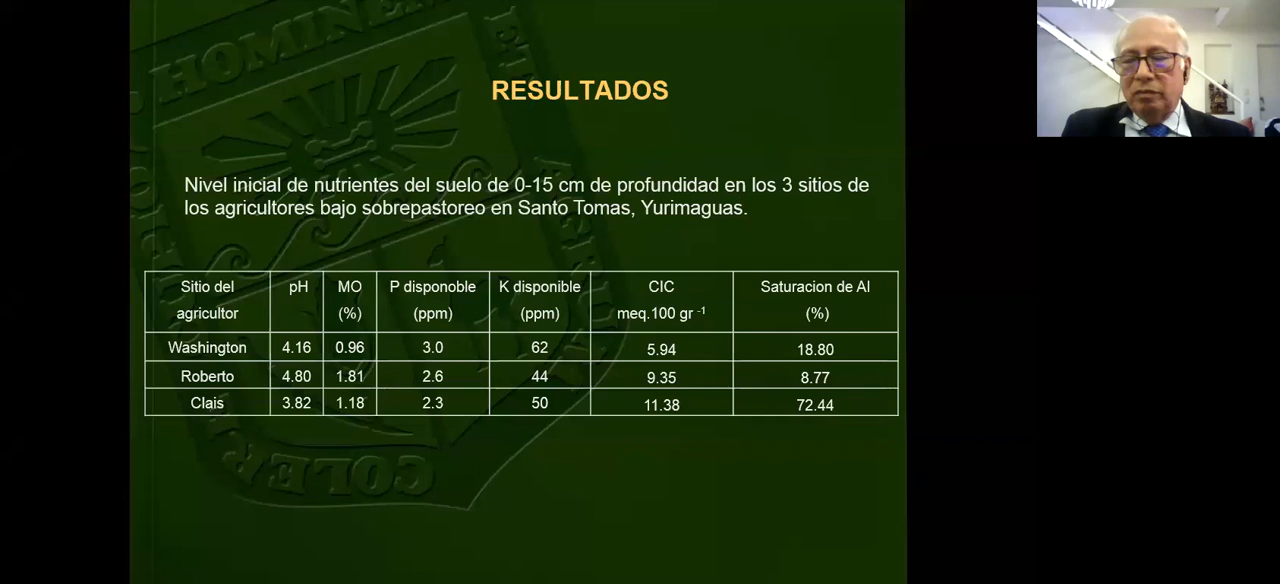 RESULTADOS
Nivel inicial de nutrientes del suelo de 0-15 cm de profundidad en los 3 sitios de
los agricultores bajo sobrepastoreo en Santo Tomas, Yurimaguas.
Sitio del agricultor pH MO (%) P disponoble (ppm) K disponible (ppm) CIC meq.100 gr -1 Saturacion de Al (%)
Washington 4.16 0.96 3.0 62 5.94 18.80
Roberto 4.80 1.81 2.6 44 9.35 8.77
Clais 3.82 1.18 2.3 50 11.38 72.44